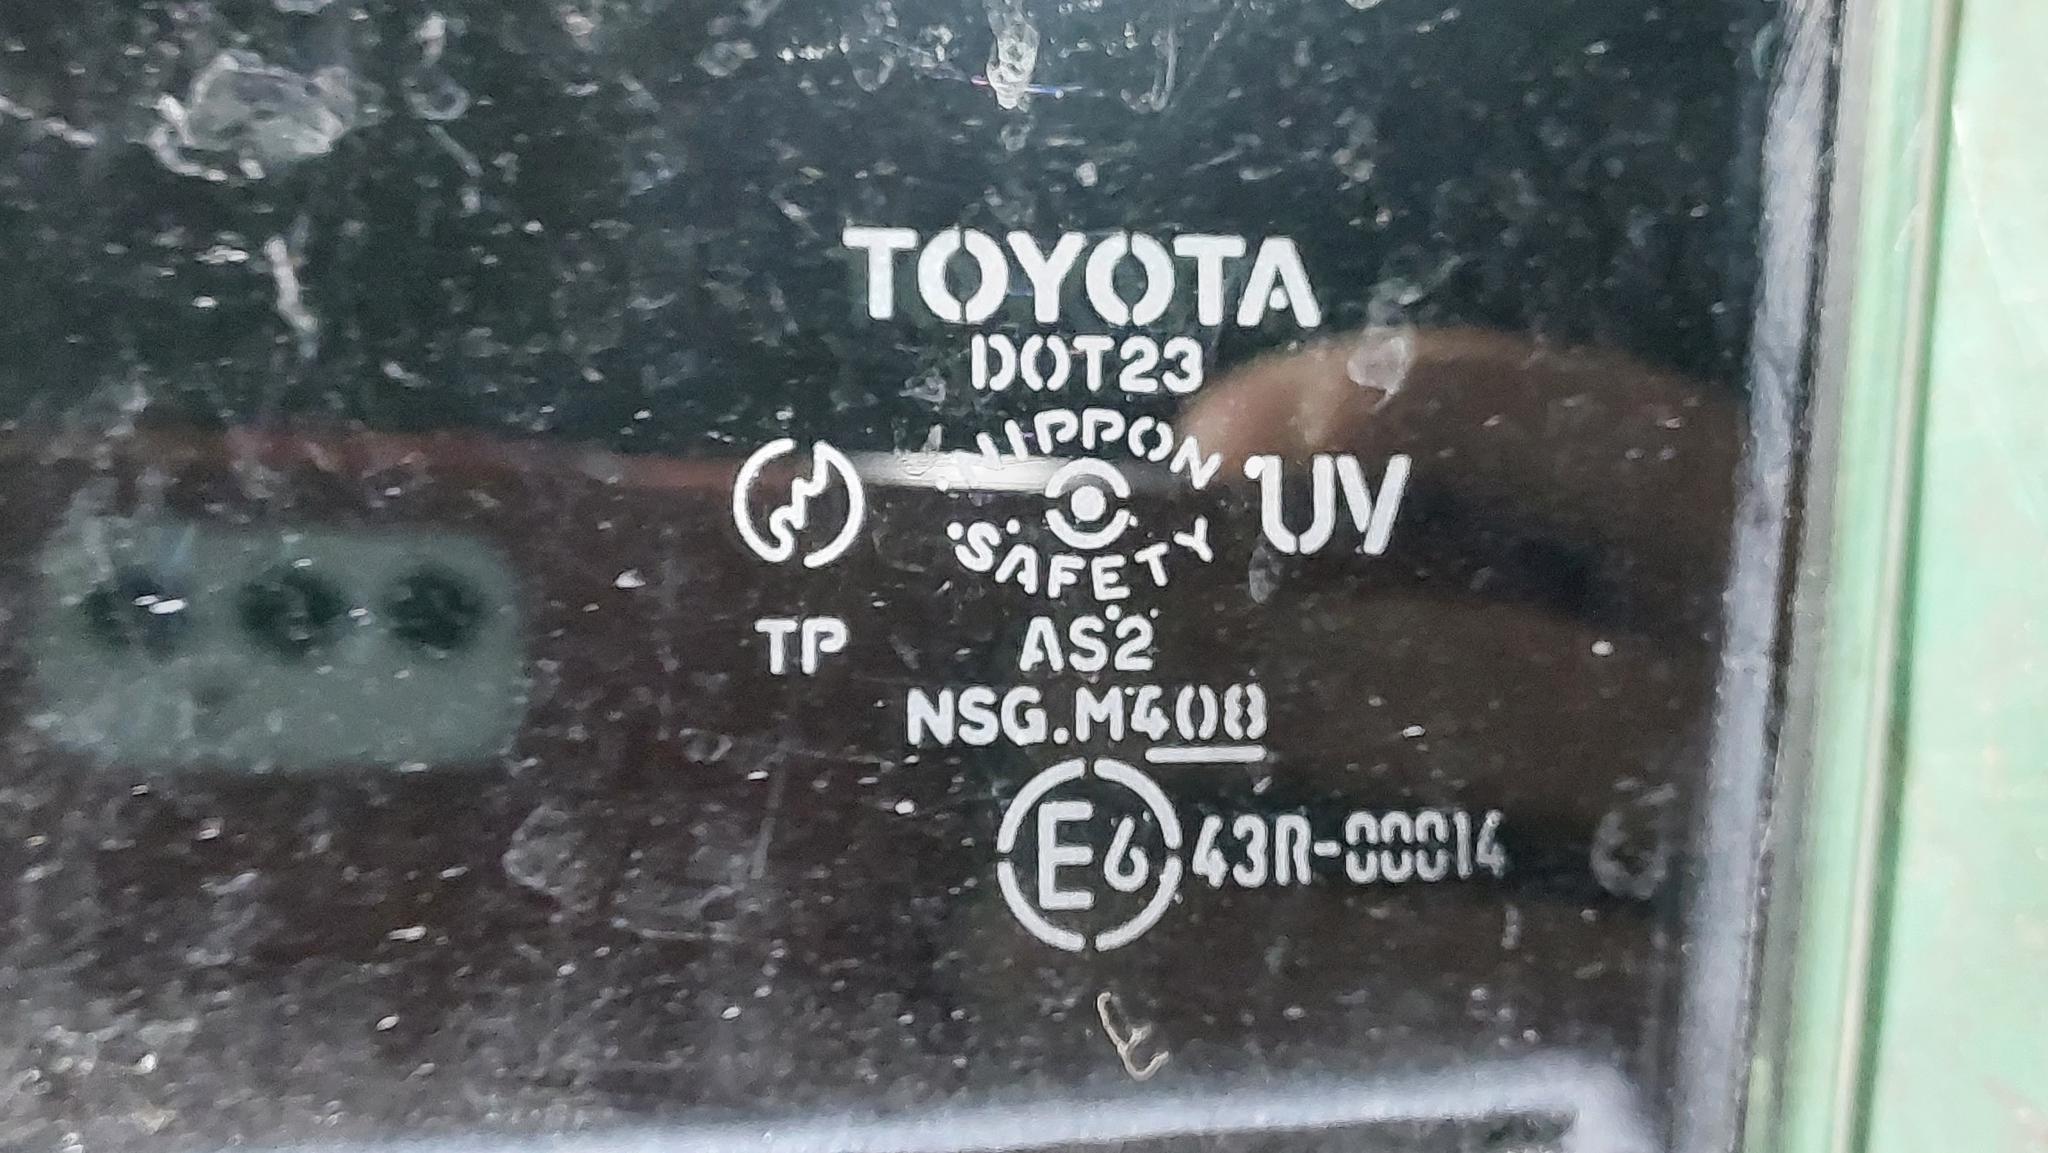 TOYOTA
DOT23
NIPPON
UV
SAFETY
TP AS2
NSG.M408
E6 43R-00014